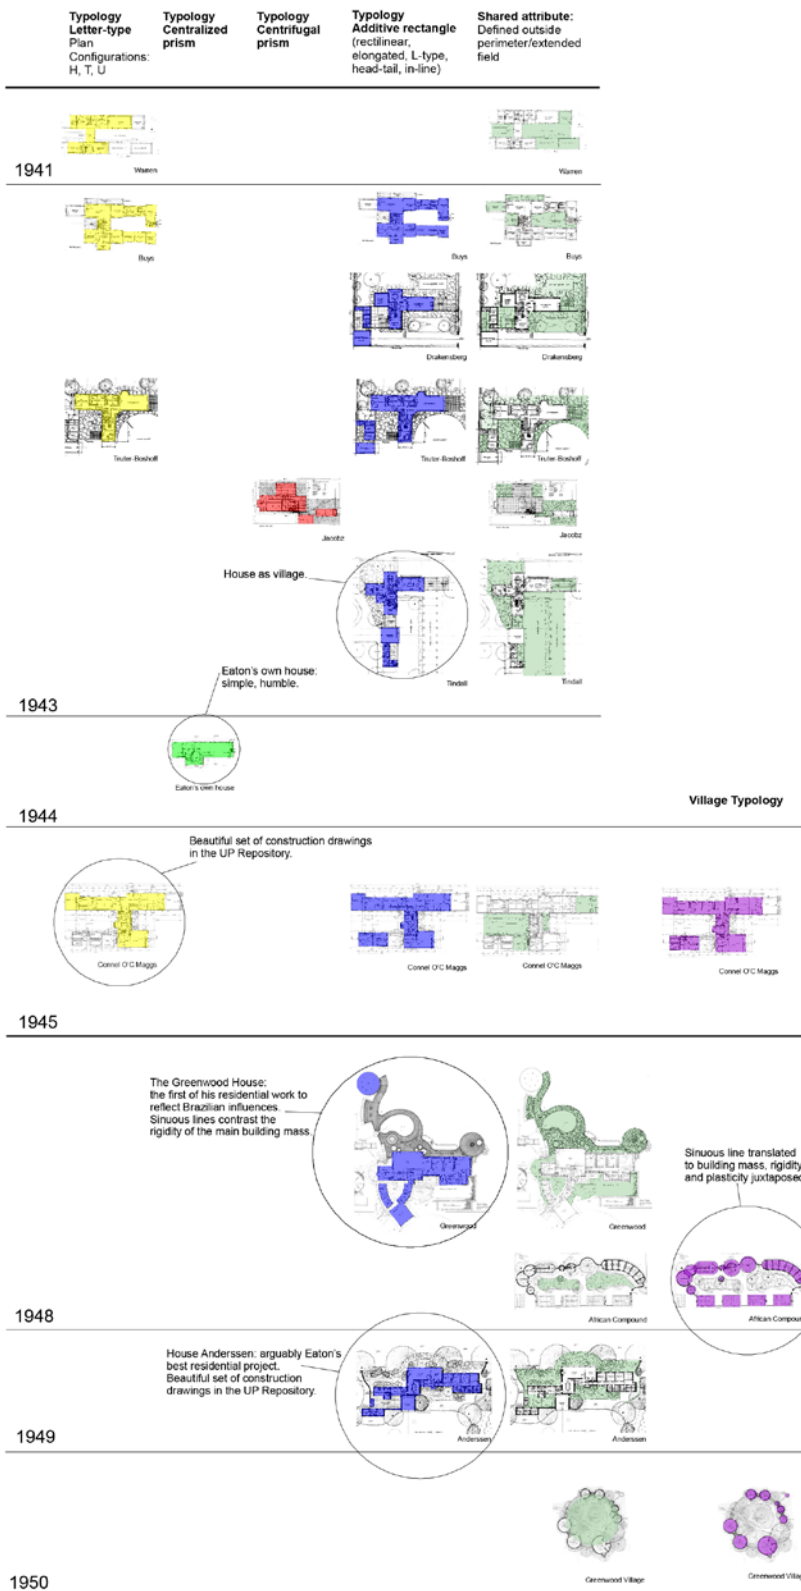 Typology
Letter-type
Plan
Configurations:
H, T, U
Typology
Centralized
prism
Typology
Centrifugal
prism
Typology
Additive rectangle
(rectilinear,
elongated, L-type,
head-tail, in-line)
Shared attribute:
Defined outside
perimeter/extended
field
Warren
Warren
1941
Buys
Buys
Buys
Drakensberg
Drakensberg
Truter-Boshoff
Truter-Boshoff
Truter-Boshoff
Jacobz
Jacobz
House as village.
Tindall
Tindall
Eaton's own house:
simple, humble.
1943
Eaton's own house
Village Typology
1944
Beautiful set of construction drawings
in the UP Repository.
Connel O'C Maggs
Connel O'C Maggs
Connel O'C Maggs
Connel O'C Maggs
1945
The Greenwood House:
the first of his residential work to
reflect Brazilian influences.
Sinuous lines contrast the
rigidity of the main building mass.
Sinuous line translated
to building mass, rigidity
and plasticity juxtaposed
Greenwood
Greenwood
African Compound
African Compoun
1948
House Anderssen: arguably Eaton's
best residential project.
Beautiful set of construction
drawings in the UP Repository.
Anderssen
Anderssen
1949
Greenwood Village
Greenwood Villag
1950